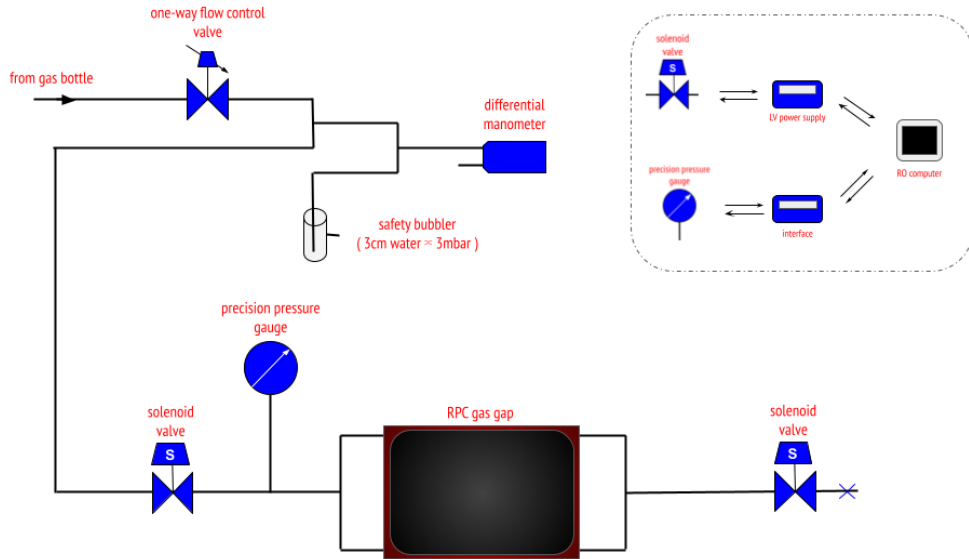 one-way flow control
valve
from gas bottle
differential
manometer
safety bubbler
( 3cm water ≍ 3mbar )
solenoid
valve
S
LV power supply
RO computer
precision pressure
gauge
interface
precision pressure
gauge
solenoid
valve
S
RPC gas gap
solenoid
valve
S